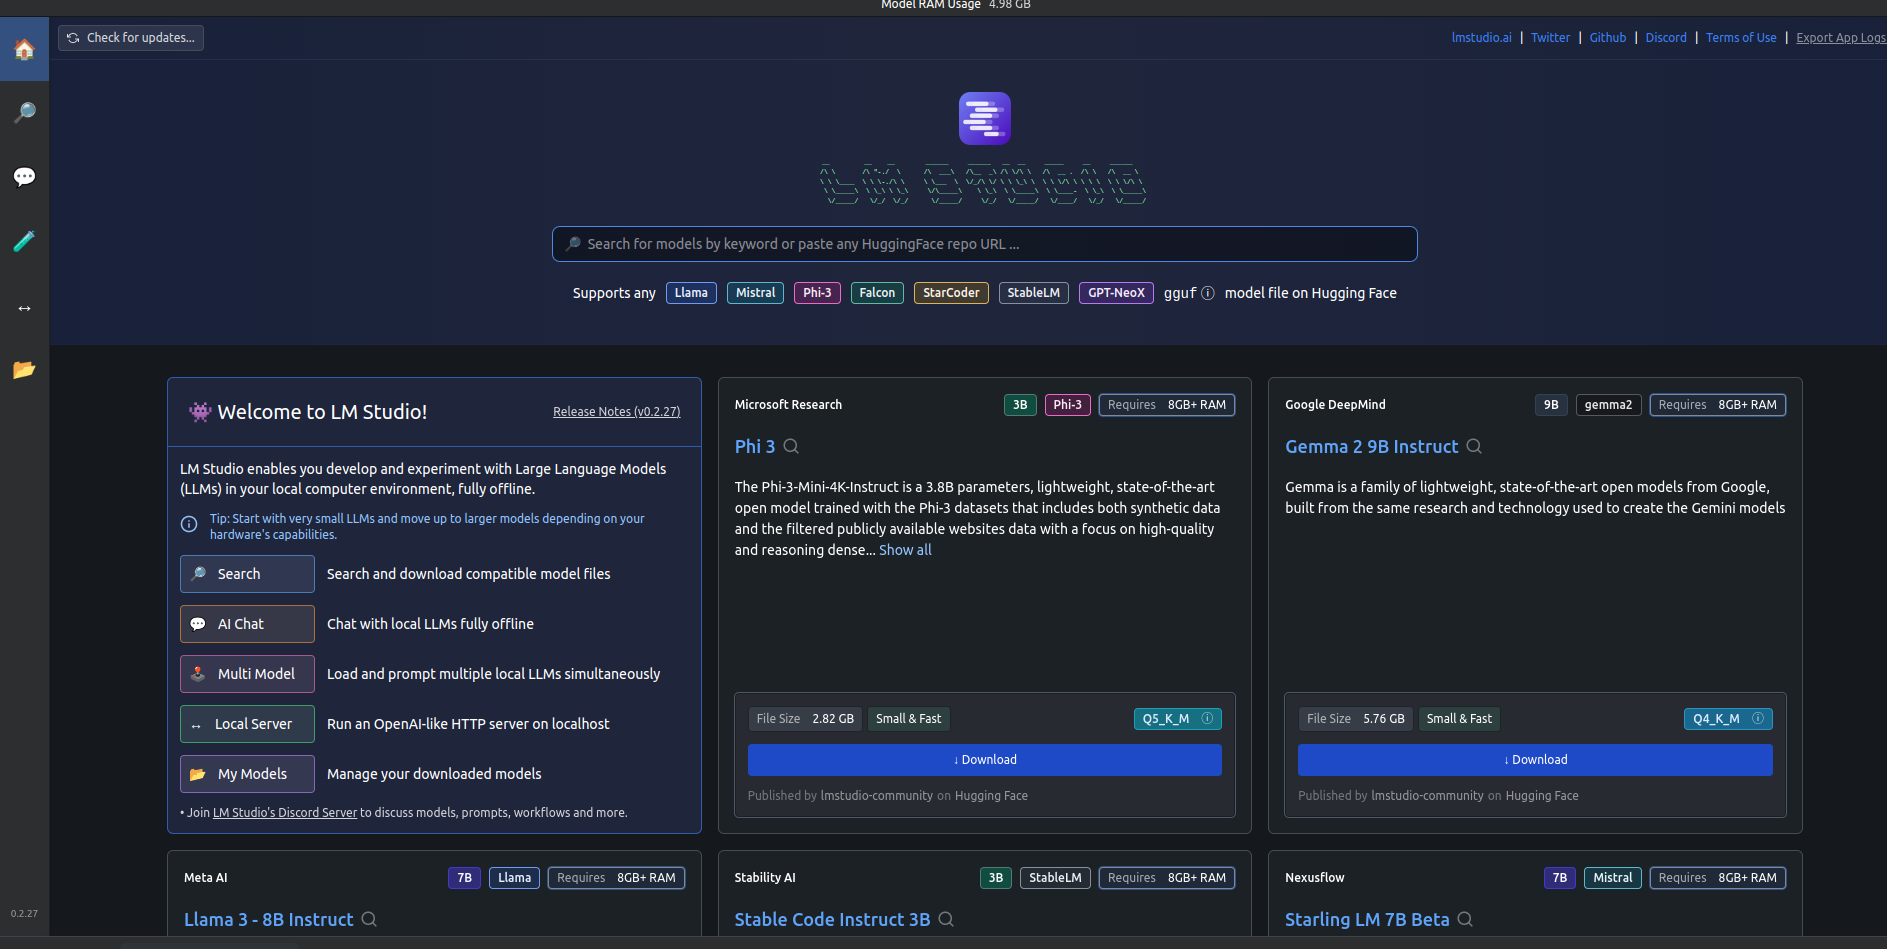 Model RAM Usage 4.98 GB
Check for updates...
lmstudio.ai | Twitter | Github | Discord | Terms of Use | Export App Logs
LM STUDIO
Search for models by keyword or paste any HuggingFace repo URL ...
Supports any Llama Mistral Phi-3 Falcon StarCoder StableLM GPT-NeoX gguf model file on Hugging Face
Welcome to LM Studio!
Release Notes (v0.2.27)
LM Studio enables you develop and experiment with Large Language Models
(LLMs) in your local computer environment, fully offline.
Tip: Start with very small LLMs and move up to larger models depending on your
hardware's capabilities.
Search Search and download compatible model files
AI Chat Chat with local LLMs fully offline
Multi Model Load and prompt multiple local LLMs simultaneously
↔ Local Server Run an OpenAI-like HTTP server on localhost
My Models Manage your downloaded models
• Join LM Studio's Discord Server to discuss models, prompts, workflows and more.
Microsoft Research 3B Phi-3 Requires 8GB+ RAM
Phi 3
The Phi-3-Mini-4K-Instruct is a 3.8B parameters, lightweight, state-of-the-art
open model trained with the Phi-3 datasets that includes both synthetic data
and the filtered publicly available websites data with a focus on high-quality
and reasoning dense... Show all
File Size 2.82 GB Small & Fast Q5_K_M
↓ Download
Published by lmstudio-community on Hugging Face
Google DeepMind 9B gemma2 Requires 8GB+ RAM
Gemma 2 9B Instruct
Gemma is a family of lightweight, state-of-the-art open models from Google,
built from the same research and technology used to create the Gemini models
File Size 5.76 GB Small & Fast Q4_K_M
↓ Download
Published by lmstudio-community on Hugging Face
Meta AI 7B Llama Requires 8GB+ RAM
Llama 3 - 8B Instruct
Stability AI 3B StableLM Requires 8GB+ RAM
Stable Code Instruct 3B
Nexusflow 7B Mistral Requires 8GB+ RAM
Starling LM 7B Beta
0.2.27